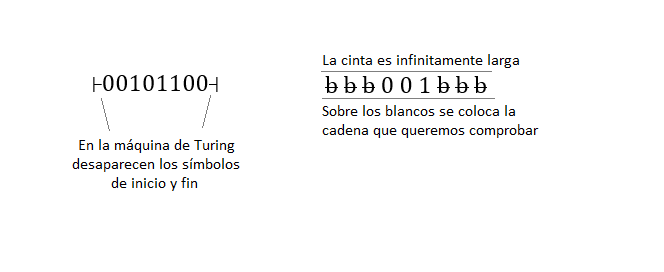 ⊢00101100⊣
En la máquina de Turing
desaparecen los símbolos
de inicio y fin
La cinta es infinitamente larga
ƀ ƀ ƀ 0 0 1 ƀ ƀ ƀ
Sobre los blancos se coloca la
cadena que queremos comprobar